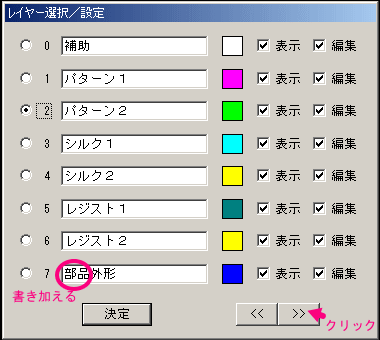 レイヤー選択／設定
0 補助 表示 編集
1 パターン１ 表示 編集
2 パターン２ 表示 編集
3 シルク１ 表示 編集
4 シルク２ 表示 編集
5 レジスト１ 表示 編集
6 レジスト２ 表示 編集
7 部品外形 表示 編集
書き加える
決定 << >>
クリック